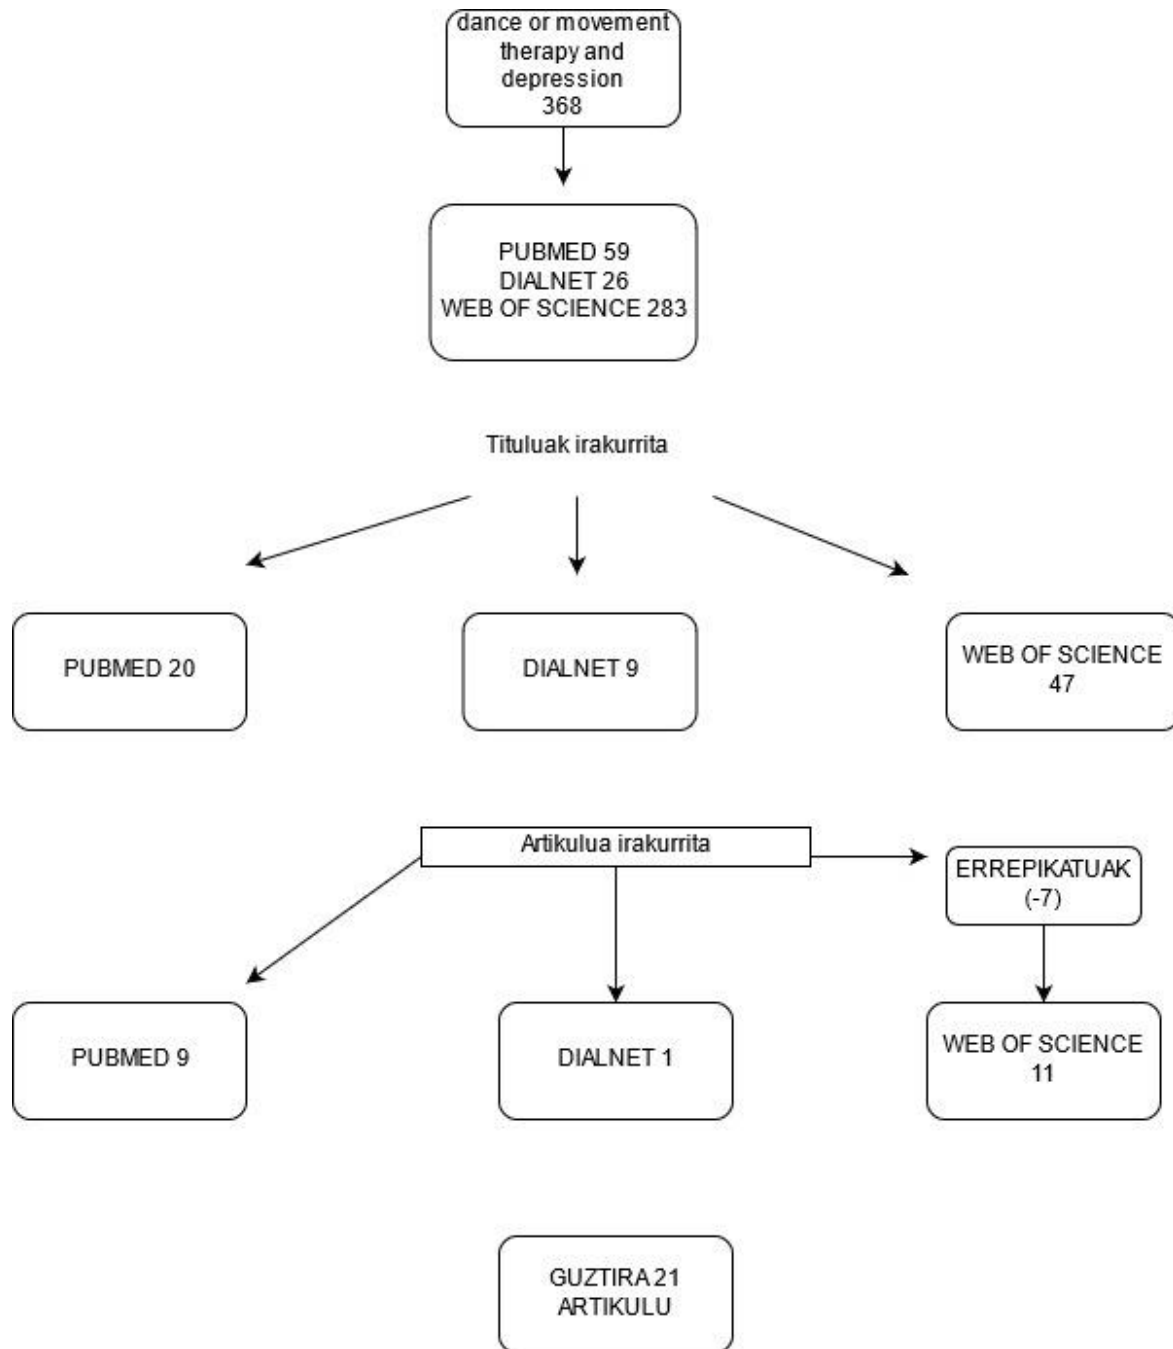 dance or movement
therapy and
depression
368
PUBMED 59
DIALNET 26
WEB OF SCIENCE 283
Tituluak irakurrita
PUBMED 20
DIALNET 9
WEB OF SCIENCE
47
Artikulua irakurrita
ERREPIKATUAK
(-7)
PUBMED 9
DIALNET 1
WEB OF SCIENCE
11
GUZTIRA 21
ARTIKULU